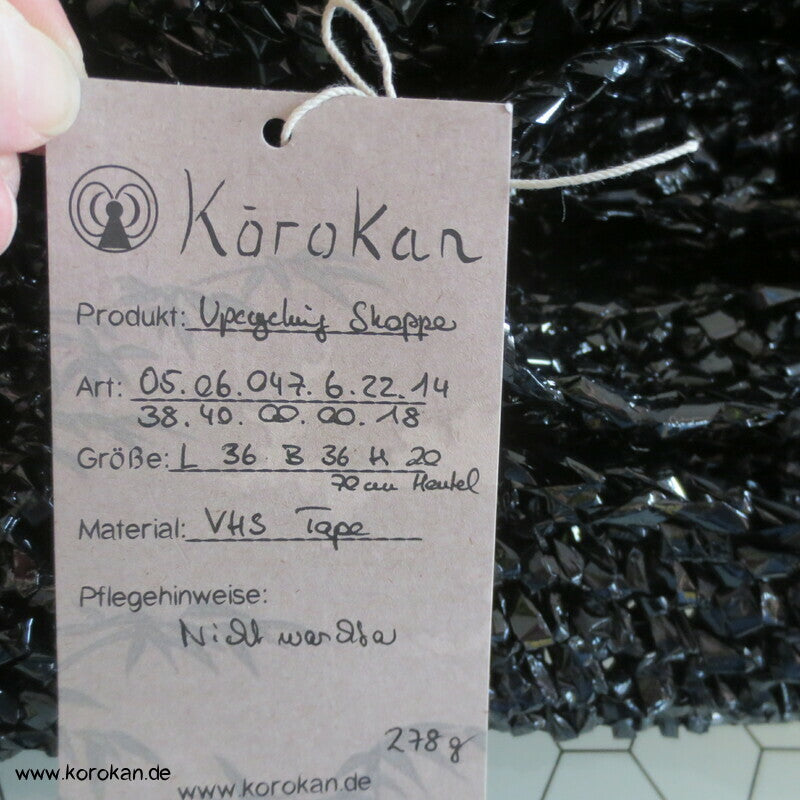 Kōrokan
Produkt: Upcycling Shopper
Art: 05.06.047.6.22.14
38.40.00.00.18
Größe: L 36 B 36 H 20
70 cm Henkel
Material: VHS Tape
Pflegehinweise:
Nicht waschbar
278 g
www.korokan.de
www.korokan.de